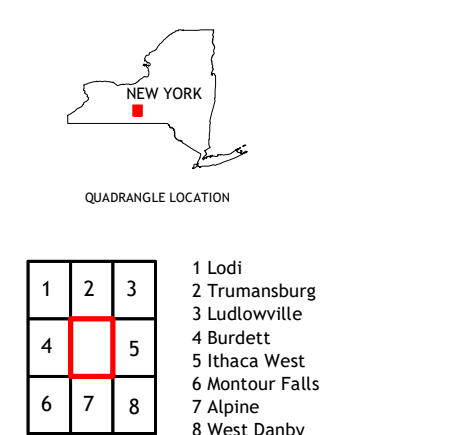 NEW YORK
QUADRANGLE LOCATION
1 2 3
4 5
6 7 8
1 Lodi
2 Trumansburg
3 Ludlowville
4 Burdett
5 Ithaca West
6 Montour Falls
7 Alpine
8 West Danby